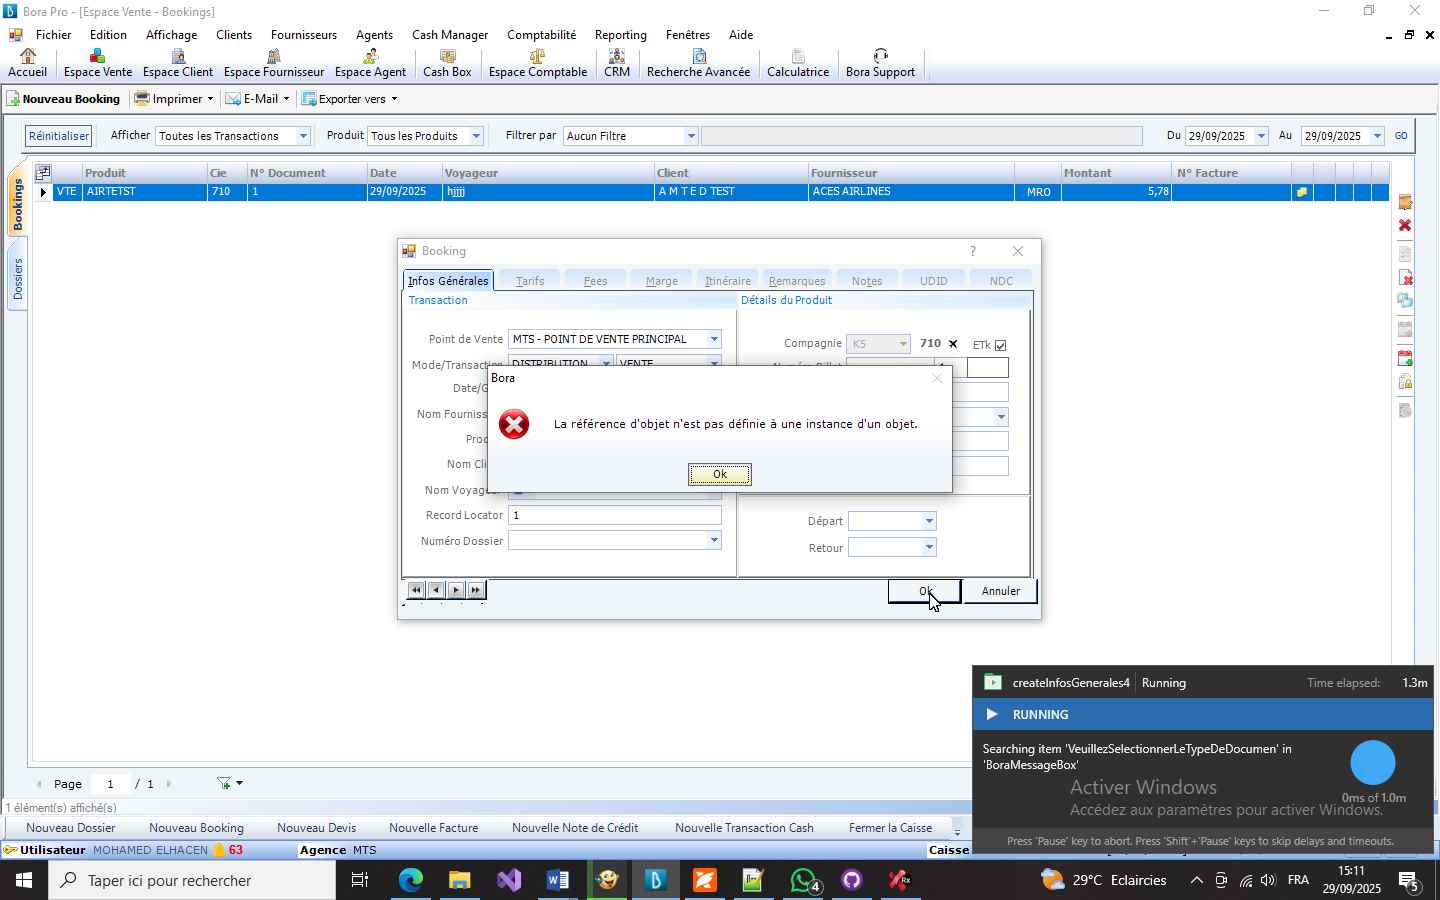 Bora Pro - [Espace Vente - Bookings]
Fichier Edition Affichage Clients Fournisseurs Agents Cash Manager Comptabilité Reporting Fenêtres Aide
Accueil Espace Vente Espace Client Espace Fournisseur Espace Agent Cash Box Espace Comptable CRM Recherche Avancée Calculatrice Bora Support
Nouveau Booking Imprimer E-Mail Exporter vers
Réinitialiser Afficher Toutes les Transactions Produit Tous les Produits Filtrer par Aucun Filtre Du 29/09/2025 Au 29/09/2025 GO
Bookings
Dossiers
Produit Cie N° Document Date Voyageur Client Fournisseur Montant N° Facture
VTE AIRTETST 710 1 29/09/2025 hjjjj A M T E D TEST ACES AIRLINES MRO 5,78
Booking ?
Infos Générales Tarifs Fees Marge Itinéraire Remarques Notes UDID NDC
Transaction Détails du Produit
Point de Vente MTS - POINT DE VENTE PRINCIPAL
Compagnie K5 710 ETk
Mode/Transaction DISTRIBUTION VENTE
Bora
La référence d'objet n'est pas définie à une instance d'un objet.
Ok
Record Locator 1
Numéro Dossier
Départ
Retour
Ok Annuler
createInfosGenerales4 Running Time elapsed: 1.3m
RUNNING
Searching item 'VeuillezSelectionnerLeTypeDeDocumen' in
'BoraMessageBox'
0ms of 1.0m
Activer Windows
Accédez aux paramètres pour activer Windows.
Press 'Pause' key to abort. Press 'Shift'+'Pause' keys to skip delays and timeouts.
Page 1 / 1
1 élément(s) affiché(s)
Nouveau Dossier Nouveau Booking Nouveau Devis Nouvelle Facture Nouvelle Note de Crédit Nouvelle Transaction Cash Fermer la Caisse
Utilisateur MOHAMED ELHACEN 63 Agence MTS Caisse
Taper ici pour rechercher
4
29°C Eclaircies FRA 15:11
29/09/2025
5